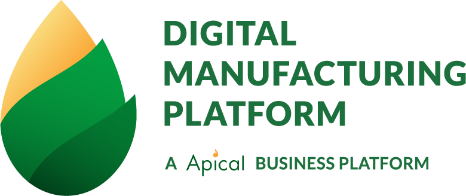 DIGITAL
MANUFACTURING
PLATFORM
A Apical BUSINESS PLATFORM